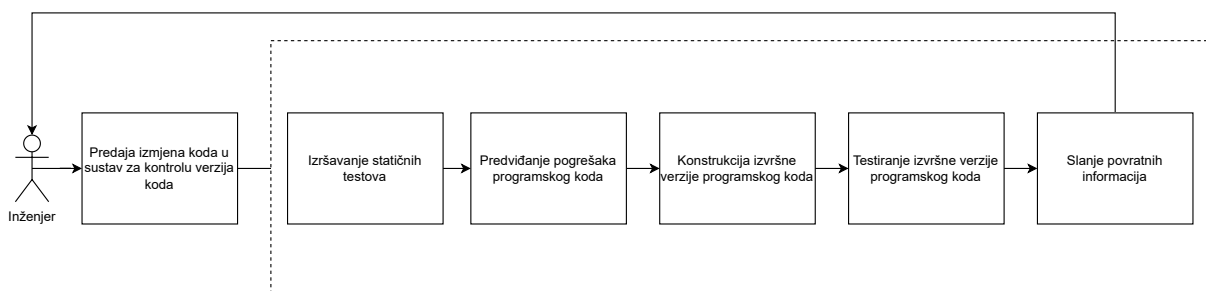 Inženjer
Predaja izmjena koda u
sustav za kontrolu verzija
koda
Izršavanje statičnih
testova
Predviđanje pogrešaka
programskog koda
Konstrukcija izvršne
verzije programskog koda
Testiranje izvršne verzije
programskog koda
Slanje povratnih
informacija